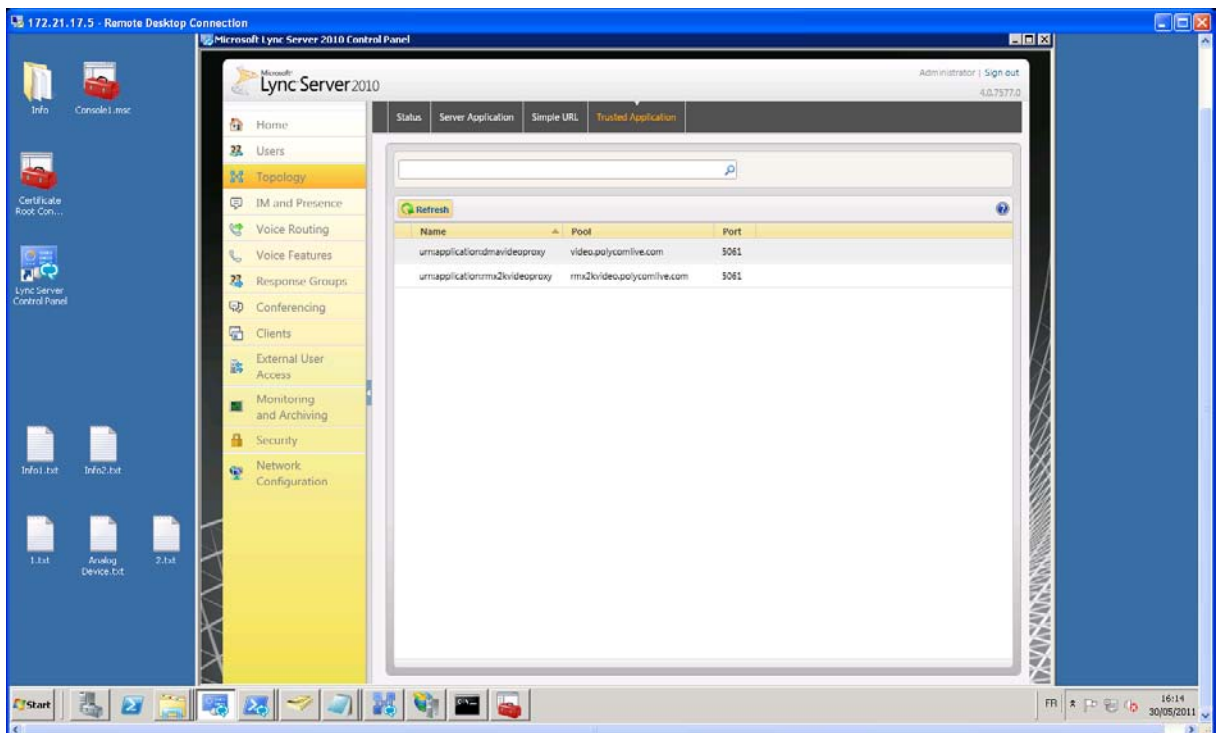 172.21.17.5 - Remote Desktop Connection
Microsoft Lync Server 2010 Control Panel
Info
Console1.msc
Certificate
Root Con...
Lync Server
Control Panel
Info1.txt
Info2.txt
1.txt
Analog
Device.txt
2.txt
Microsoft
Lync Server 2010
Administrator | Sign out
4.0.7577.0
Home
Users
Topology
IM and Presence
Voice Routing
Voice Features
Response Groups
Conferencing
Clients
External User
Access
Monitoring
and Archiving
Security
Network
Configuration
Status Server Application Simple URL Trusted Application
Refresh
Name Pool Port
urn:application:dmavideoproxy video.polycomlive.com 5061
urn:application:rmx2kvideoproxy rmx2kvideo.polycomlive.com 5061
Start
FR
16:14
30/05/2011